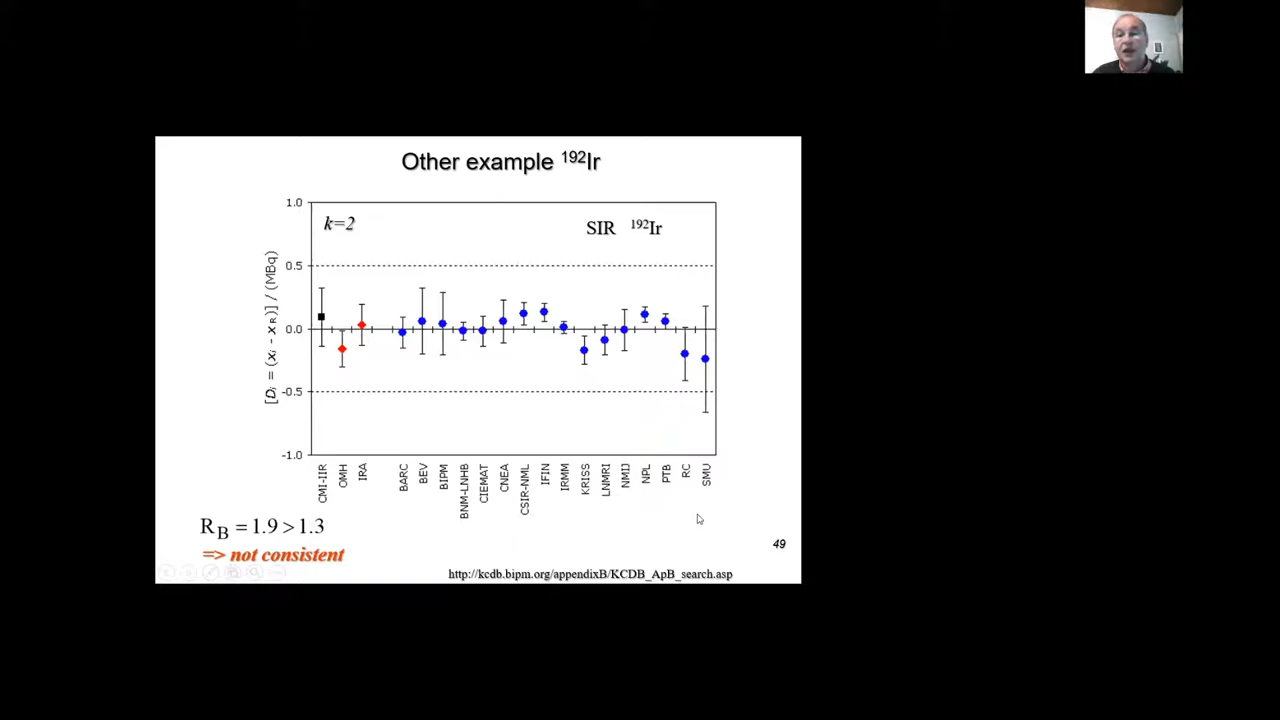 Other example ¹⁹²Ir
1.0
k=2
SIR ¹⁹²Ir
0.5
0.0
-0.5
-1.0
[Dᵢ = (xᵢ - x_R)] / (MBq)
CMI-IIR
OMH
IRA
BARC
BEV
BIPM
BNM-LNHB
CIEMAT
CNEA
CSIR-NML
IFIN
IRMM
KRISS
LNMRI
NMIJ
NPL
PTB
RC
SMU
R_B = 1.9 > 1.3
=> not consistent
49
http://kcdb.bipm.org/appendixB/KCDB_ApB_search.asp